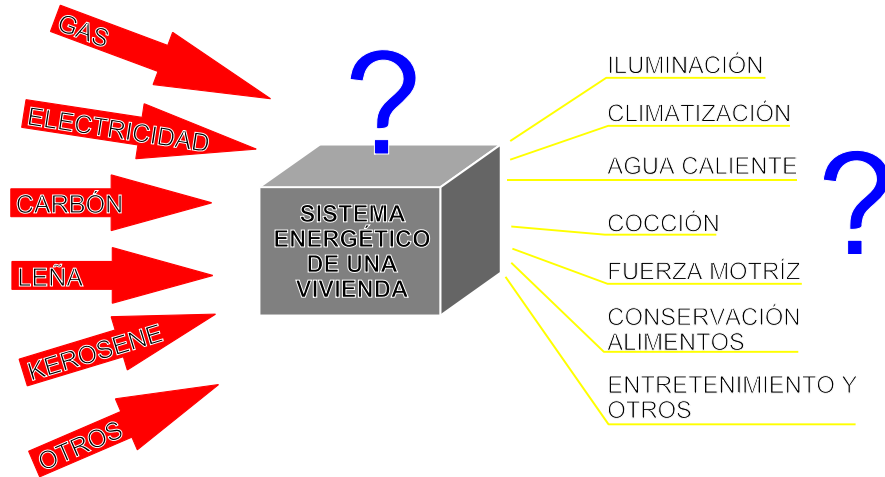 GAS
ELECTRICIDAD
CARBÓN
LEÑA
KEROSENE
OTROS
?
SISTEMA
ENERGÉTICO
DE UNA
VIVIENDA
ILUMINACIÓN
CLIMATIZACIÓN
AGUA CALIENTE
COCCIÓN
FUERZA MOTRÍZ
CONSERVACIÓN
ALIMENTOS
ENTRETENIMIENTO Y
OTROS
?